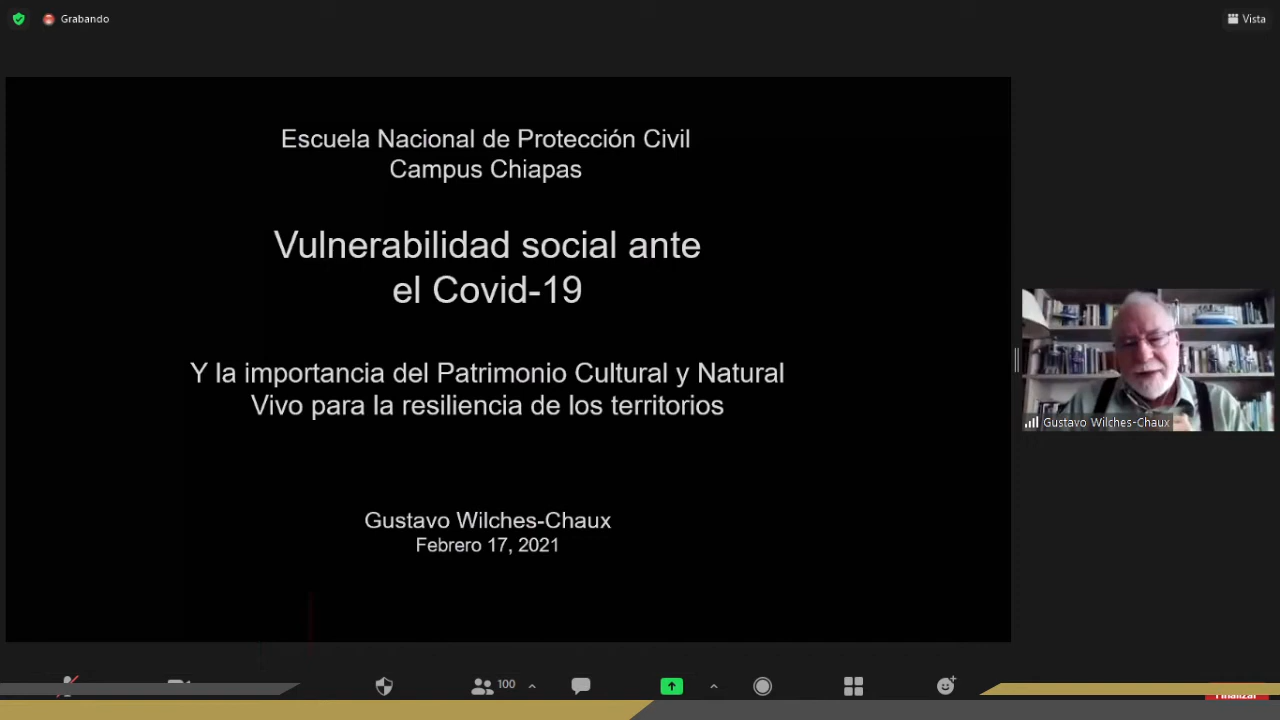 Grabando
Vista
Escuela Nacional de Protección Civil
Campus Chiapas
Vulnerabilidad social ante
el Covid-19
Y la importancia del Patrimonio Cultural y Natural
Vivo para la resiliencia de los territorios
Gustavo Wilches-Chaux
Febrero 17, 2021
Gustavo Wilches-Chaux
100
Finalizar